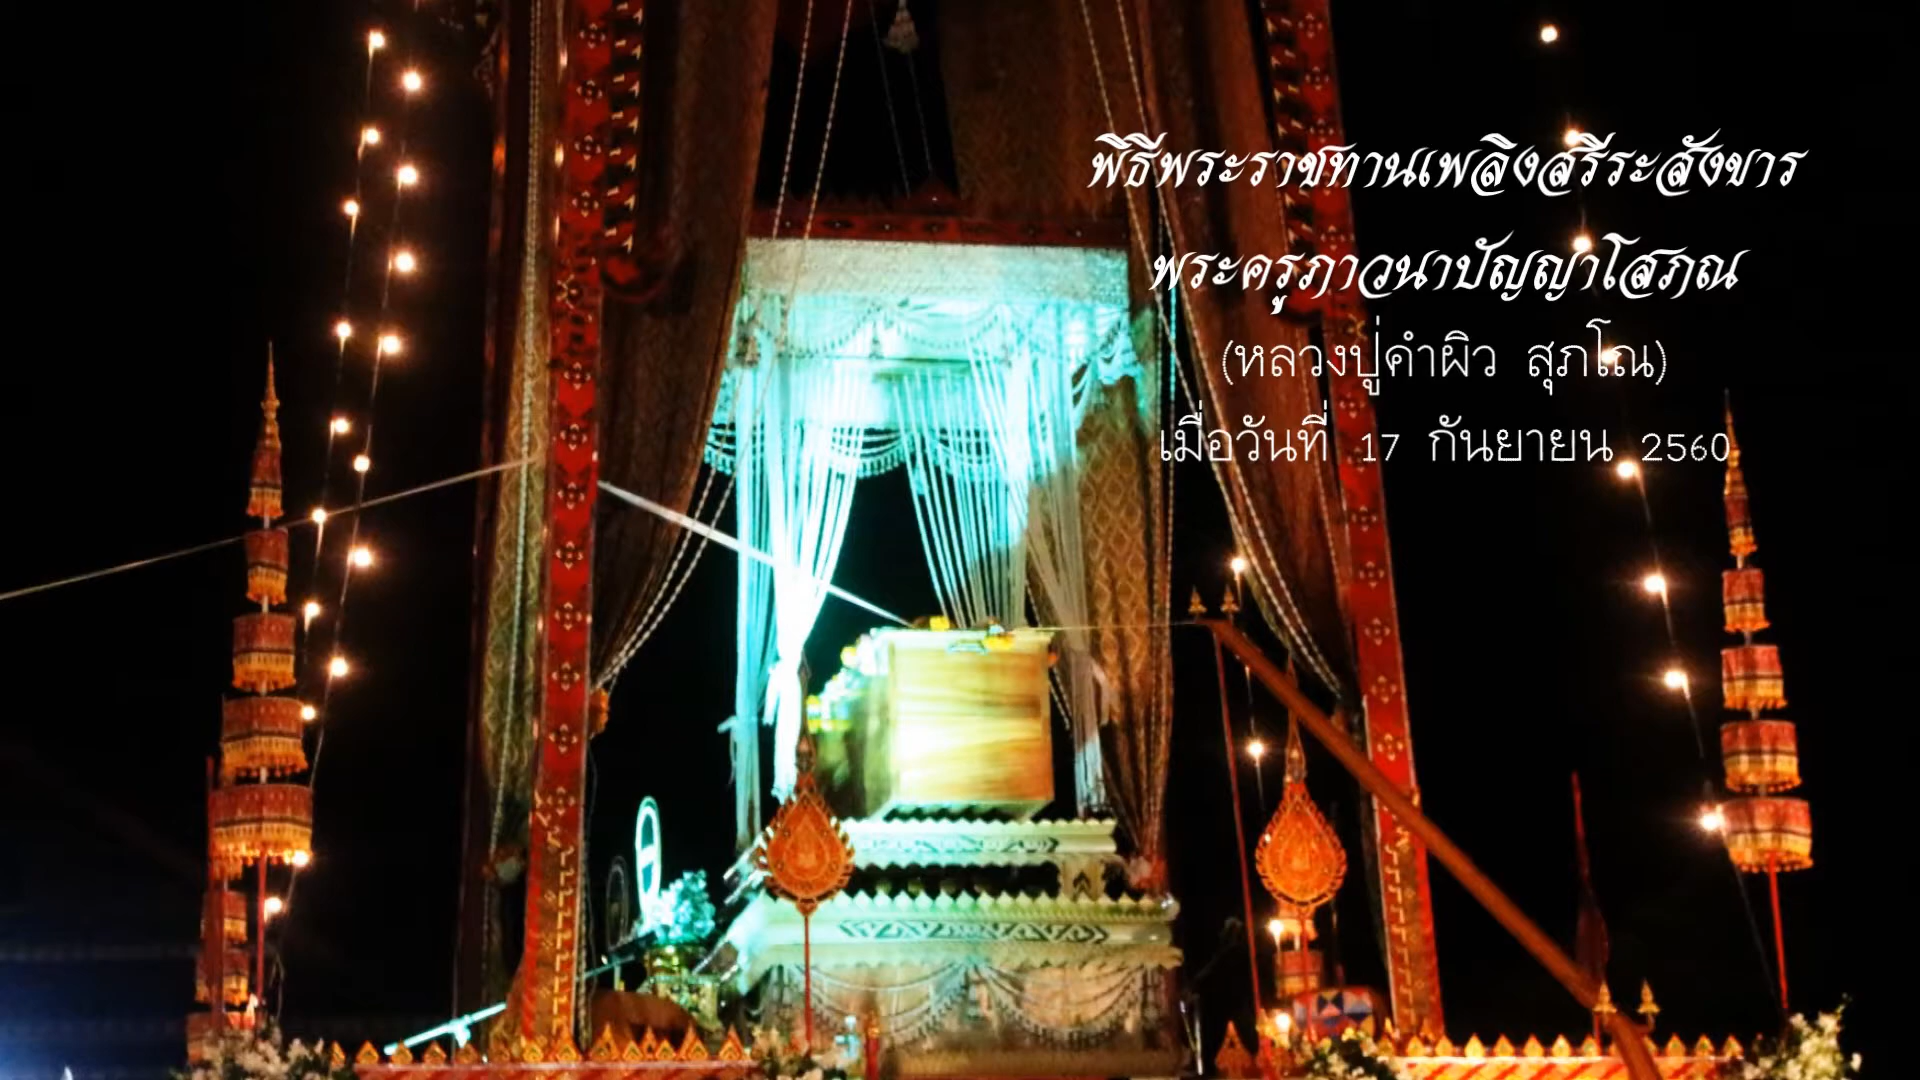 พิธีพระราชทานเพลิงสรีระสังขาร
พระครูภาวนาปัญญาโสภณ
(หลวงปู่คำผิว สุภโณ)
เมื่อวันที่ 17 กันยายน 2560